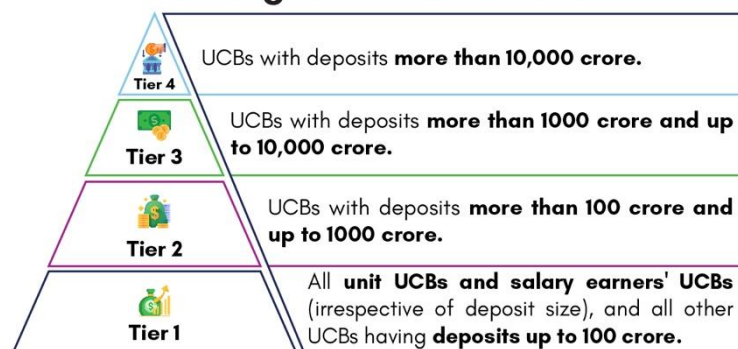 UCBs with deposits more than 10,000 crore.
Tier 4
UCBs with deposits more than 1000 crore and up
to 10,000 crore.
Tier 3
UCBs with deposits more than 100 crore and
up to 1000 crore.
Tier 2
All unit UCBs and salary earners' UCBs
(irrespective of deposit size), and all other
UCBs having deposits up to 100 crore.
Tier 1